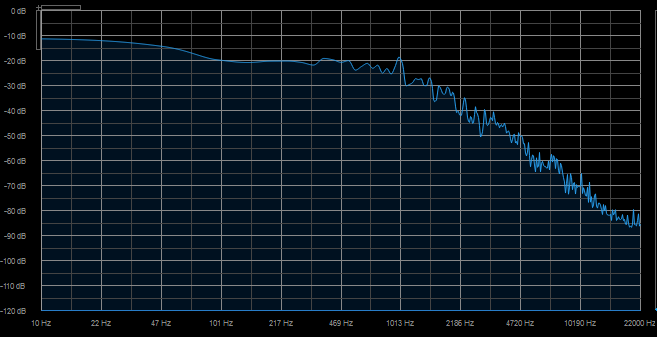 0 dB
-10 dB
-20 dB
-30 dB
-40 dB
-50 dB
-60 dB
-70 dB
-80 dB
-90 dB
-100 dB
-110 dB
-120 dB
10 Hz 22 Hz 47 Hz 101 Hz 217 Hz 469 Hz 1013 Hz 2186 Hz 4720 Hz 10190 Hz 22000 Hz